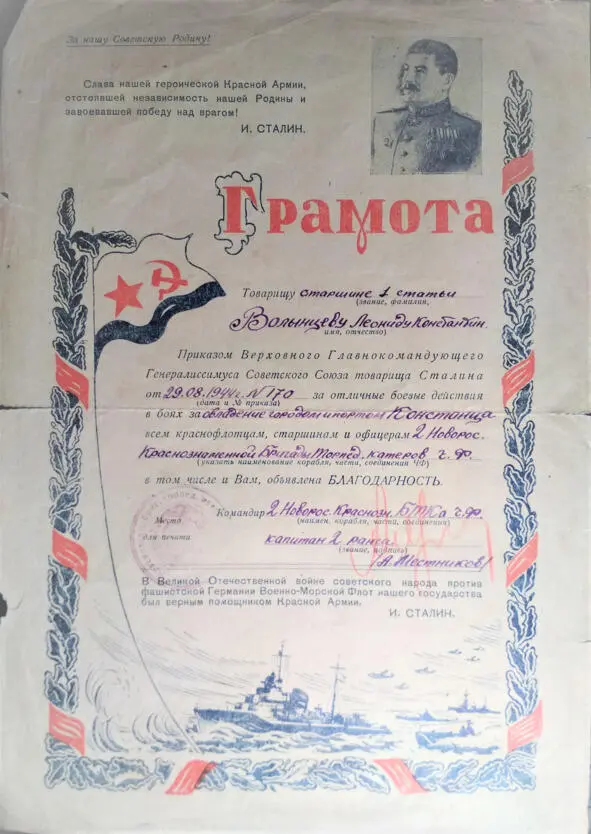 За нашу Советскую Родину!
Слава нашей героической Красной Армии,
отстоявшей независимость нашей Родины и
завоевавшей победу над врагом!
И. СТАЛИН.
Грамота
Товарищу старшине 1 статьи
(звание, фамилия,
Волынцеву Леониду Константин.
имя, отчество)
Приказом Верховного Главнокомандующего
Генералиссимуса Советского Союза товарища Сталина
от 29.08.1944г. N 170 за отличные боевые действия
(дата и № приказа)
в боях за овладение городом и портом Констанца
всем краснофлотцам, старшинам и офицерам 2 Новорос.
Краснознаменной Бригады Торпед. катеров Ч.Ф.
(указать наименование корабля, части, соединения ЧФ)
в том числе и Вам, объявлена БЛАГОДАРНОСТЬ.
Командир 2 Новорос. Краснозн. БТКа Ч.Ф.
(наимен. корабля, части, соединения)
Место
для печати
капитан 2 ранга
(звание, подпись)
/А. Местников/
В Великой Отечественной войне советского народа против
фашистской Германии Военно-Морской Флот нашего государства
был верным помощником Красной Армии.
И. СТАЛИН.